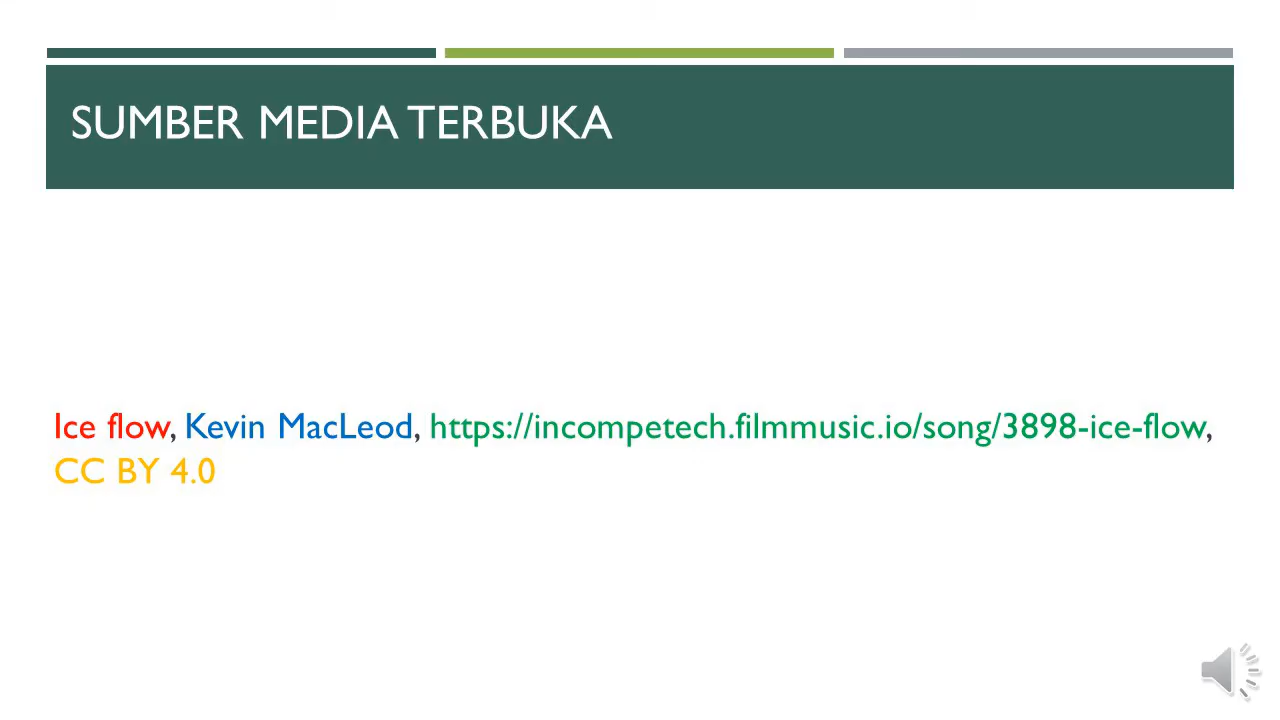 SUMBER MEDIA TERBUKA
Ice flow, Kevin MacLeod, https://incompetech.filmmusic.io/song/3898-ice-flow,
CC BY 4.0